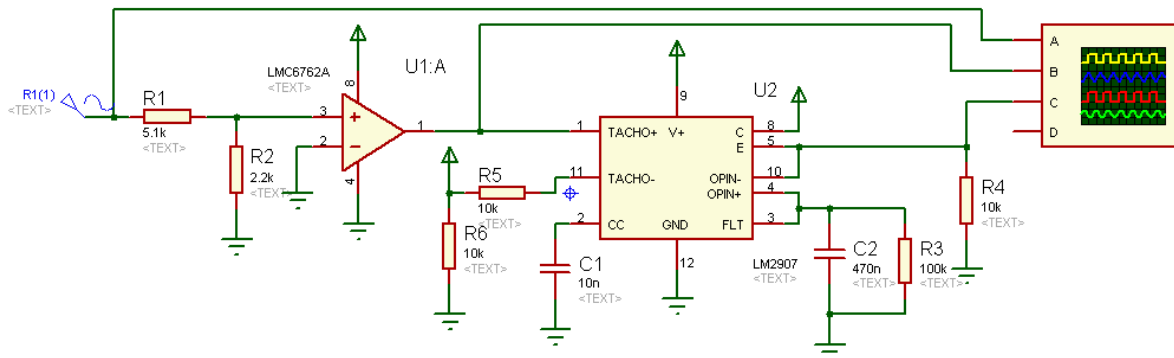 R1(1)
<TEXT>
R1
5.1k
<TEXT>
R2
2.2k
<TEXT>
LMC6762A
<TEXT>
U1:A
8
3
2
1
4
R5
10k
<TEXT>
R6
10k
<TEXT>
C1
10n
<TEXT>
U2
9
1
11
2
12
8
5
10
4
3
TACHO+
V+
C
E
TACHO-
OPIN-
OPIN+
CC
GND
FLT
LM2907
<TEXT>
C2
470n
<TEXT>
R3
100k
<TEXT>
R4
10k
<TEXT>
A
B
C
D